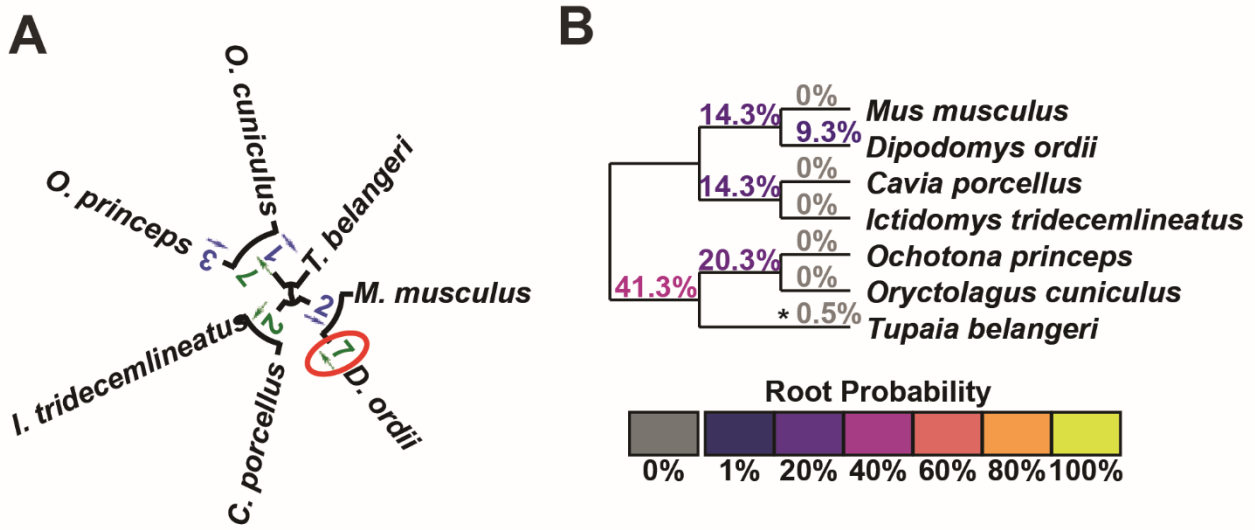 A
O. cuniculus
T. belangeri
O. princeps
1
3
7
2
M. musculus
7
2
I. tridecemlineatus
D. ordii
C. porcellus
B
0%
14.3%
Mus musculus
9.3%
Dipodomys ordii
0%
14.3%
Cavia porcellus
0%
Ictidomys tridecemlineatus
0%
20.3%
Ochotona princeps
41.3%
0%
Oryctolagus cuniculus
* 0.5%
Tupaia belangeri
Root Probability
0% 1% 20% 40% 60% 80% 100%